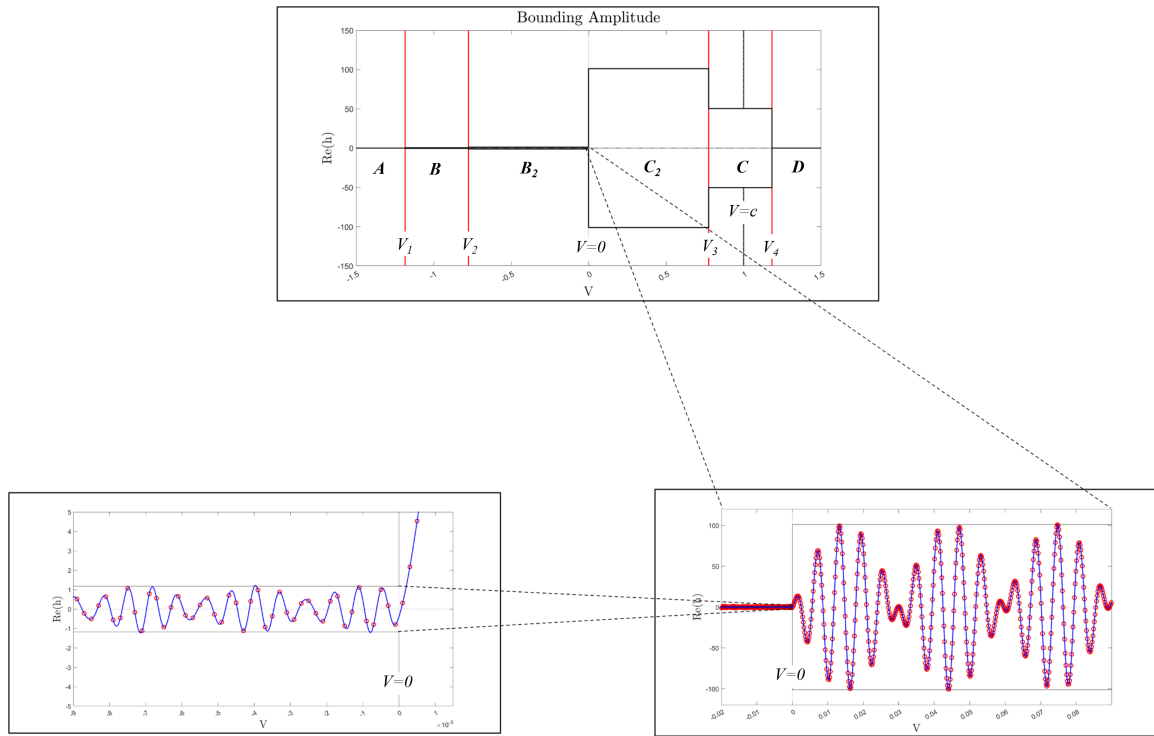 Bounding Amplitude
150
100
50
0
-50
-100
-150
Re(h)
A B B2 C2 C D
V=c
V1 V2 V=0 V3 V4
-1.5 -1 -0.5 0 0.5 1 1.5
V
5
4
3
2
1
0
-1
-2
-3
-4
-5
Re(h)
V=0
-9 -8 -7 -6 -5 -4 -3 -2 -1 0 1
×10⁻³
V
100
50
0
-50
-100
Re(h)
V=0
-0.02 -0.01 0 0.01 0.02 0.03 0.04 0.05 0.06 0.07 0.08
V